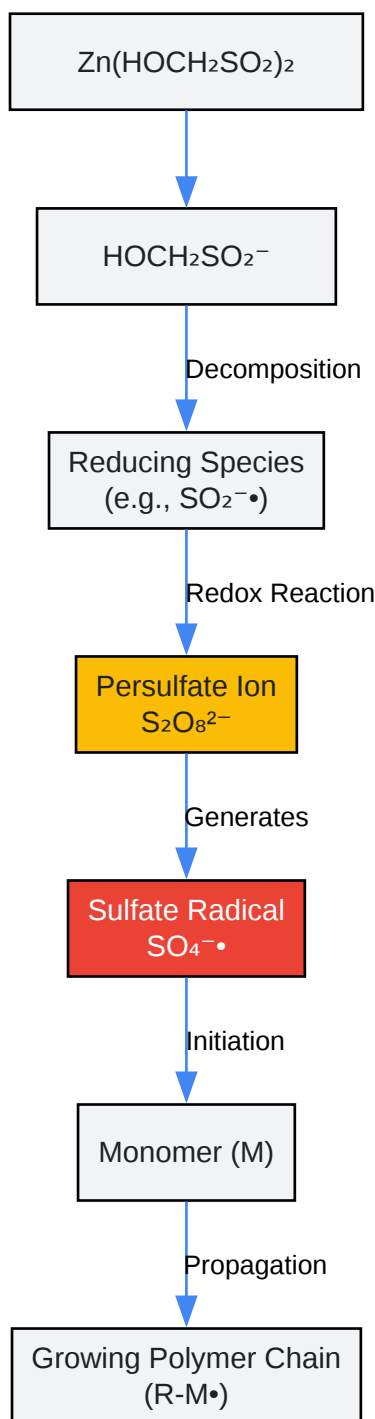 Zn(HOCH₂SO₂)₂
HOCH₂SO₂⁻
Decomposition
Reducing Species
(e.g., SO₂⁻•)
Redox Reaction
Persulfate Ion
S₂O₈²⁻
Generates
Sulfate Radical
SO₄⁻•
Initiation
Monomer (M)
Propagation
Growing Polymer Chain
(R-M•)